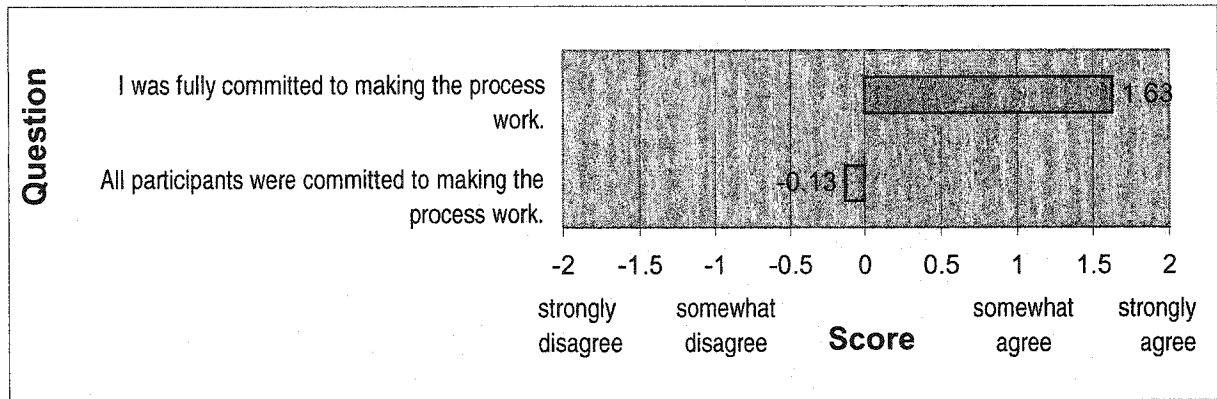 Question
I was fully committed to making the process
work.
1.63
All participants were committed to making the
process work.
-0.13
-2 -1.5 -1 -0.5 0 0.5 1 1.5 2
strongly somewhat somewhat strongly
disagree disagree Score agree agree